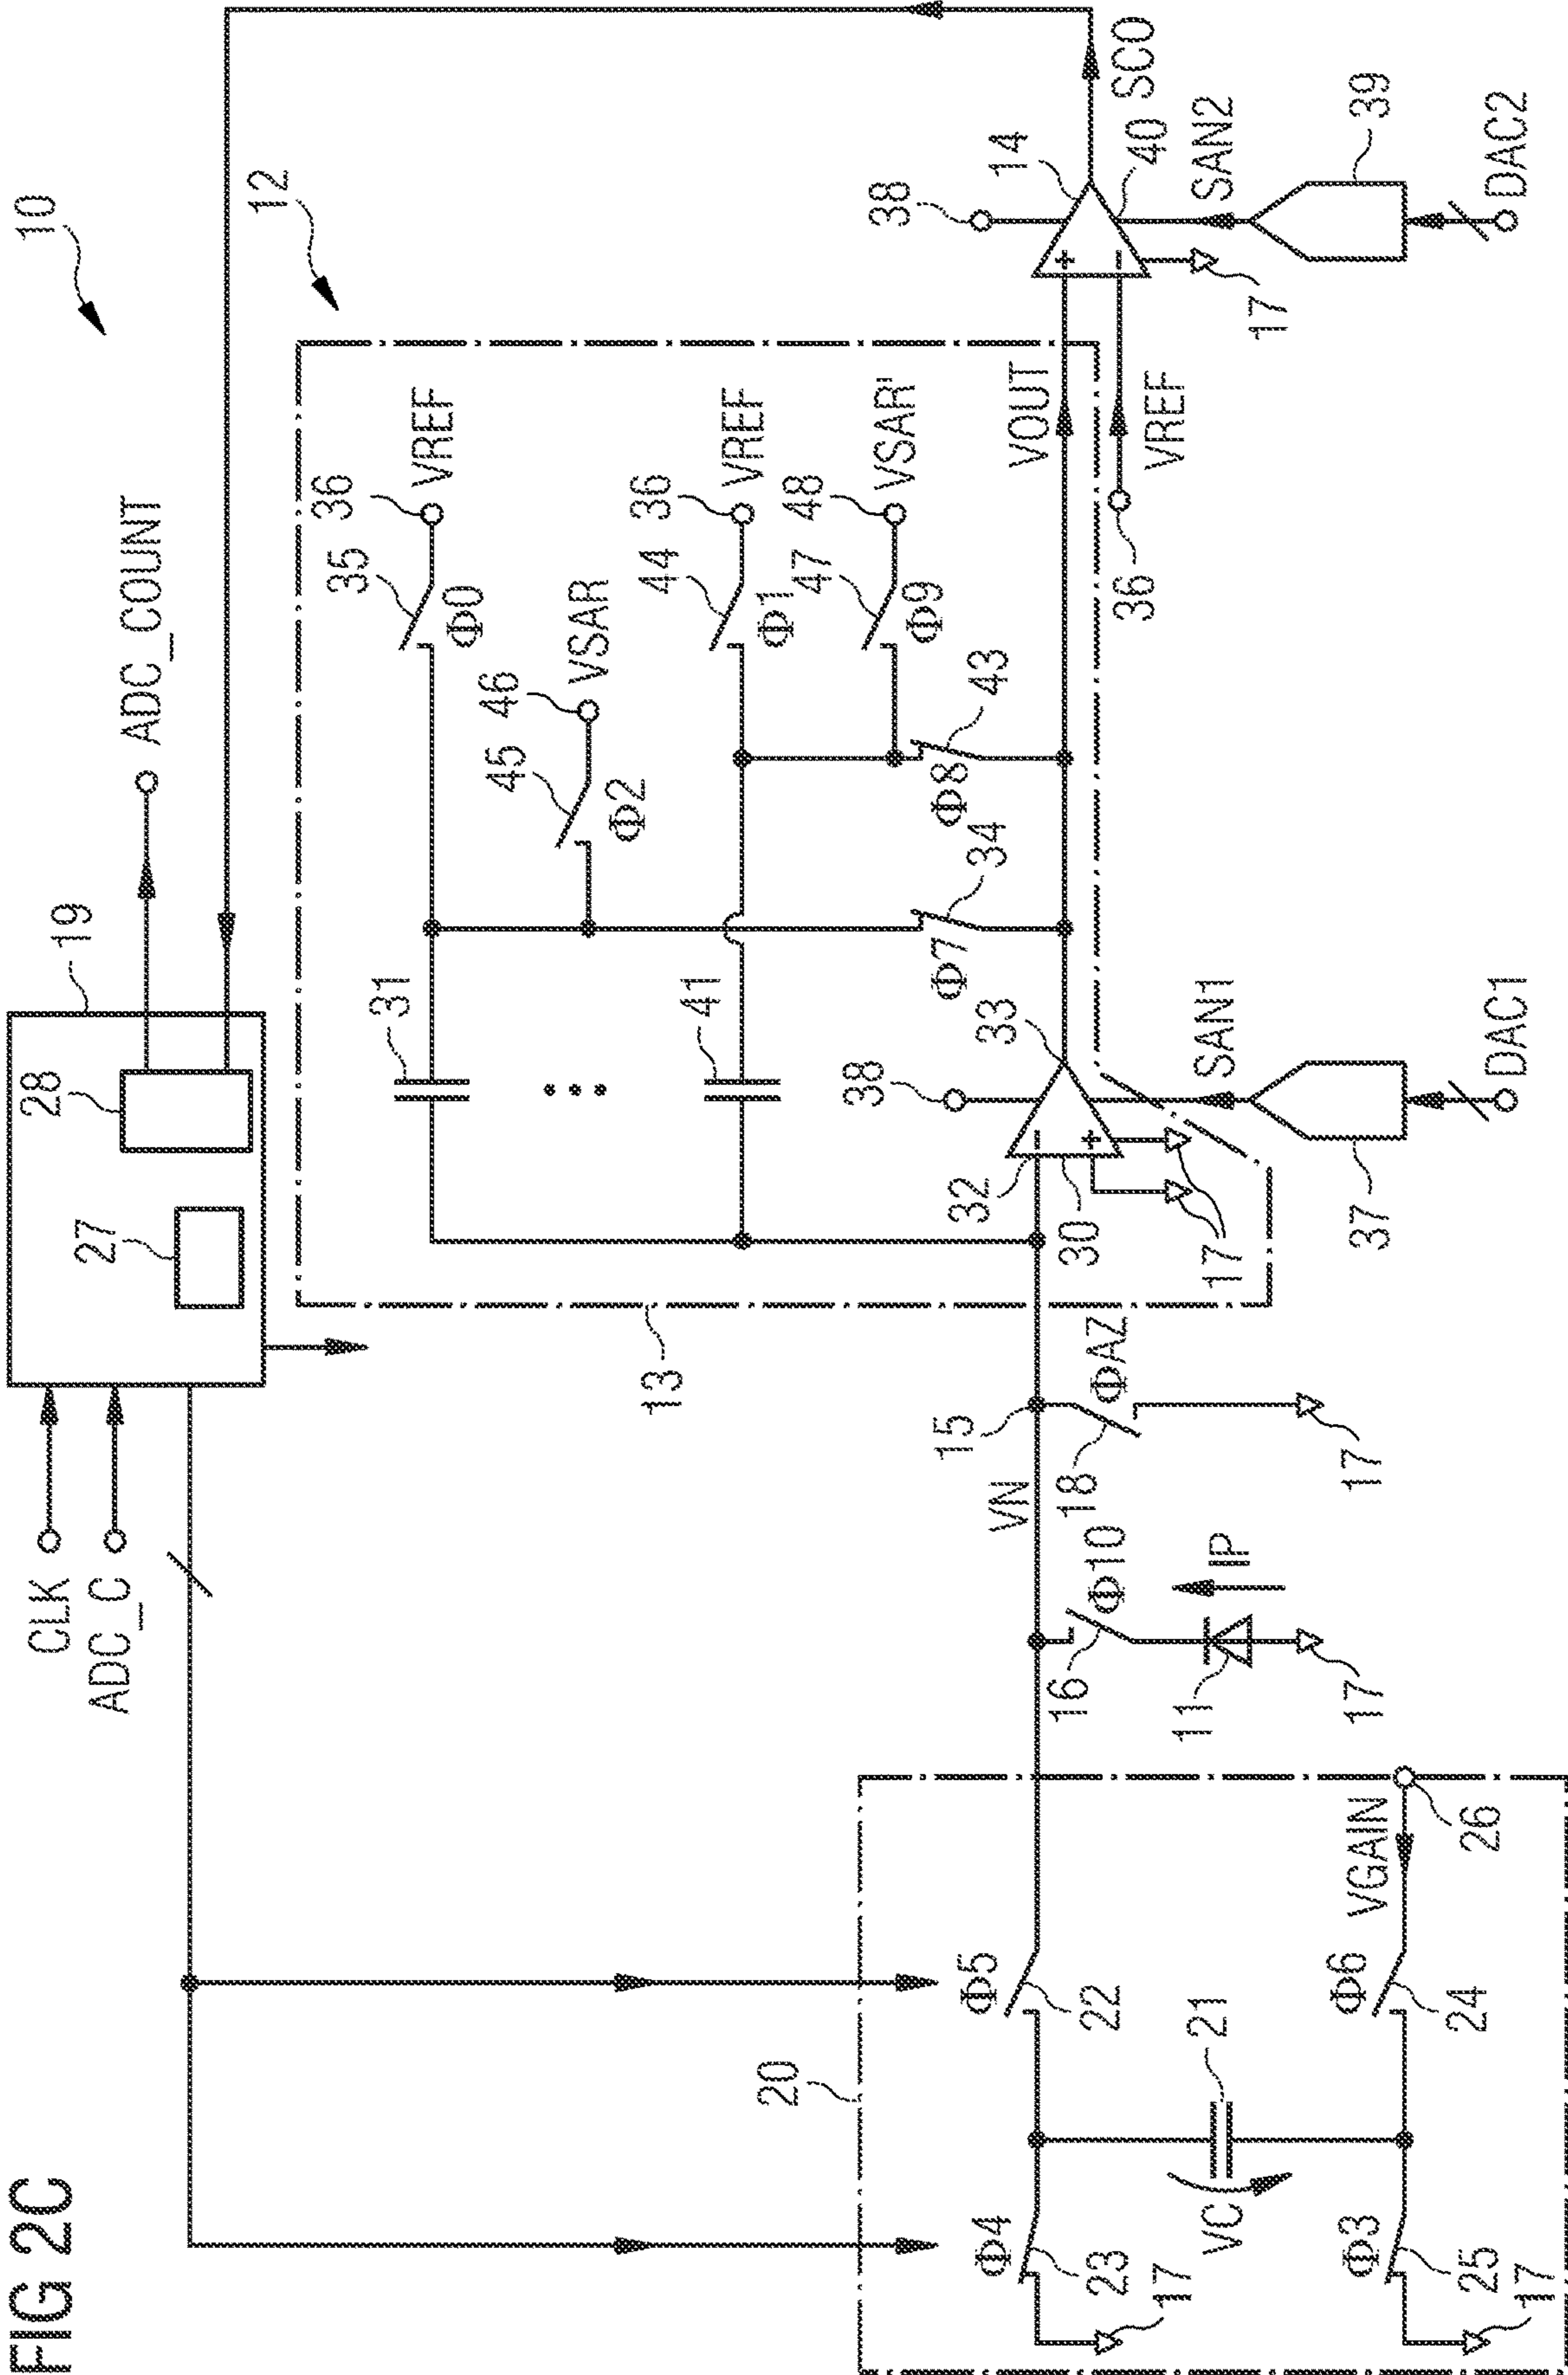 FIG 2C
10
12
CLK
ADC_C
19
27
28
ADC_COUNT
13
31
41
35
Φ0
36
VREF
45
Φ2
46
VSAR
44
Φ1
36
VREF
47
Φ9
48
VSAR'
Φ7
34
Φ8
43
VOUT
36
VREF
32
30
33
38
17
SAN1
37
DAC1
38
14
40
SCO
17
SAN2
39
DAC2
VN
15
18
ΦAZ
17
16
Φ10
IP
11
17
20
Φ4
23
17
Φ5
22
VC
21
Φ3
25
17
Φ6
24
VGAIN
26
+
−
−
+